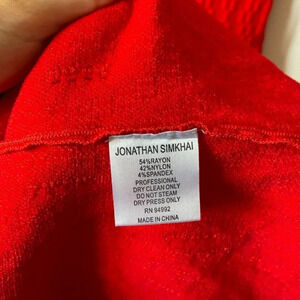 JONATHAN SIMKHAI
54%RAYON
42%NYLON
4%SPANDEX
PROFESSIONAL
DRY CLEAN ONLY
DO NOT STEAM
DRY PRESS ONLY
RN 94992
MADE IN CHINA